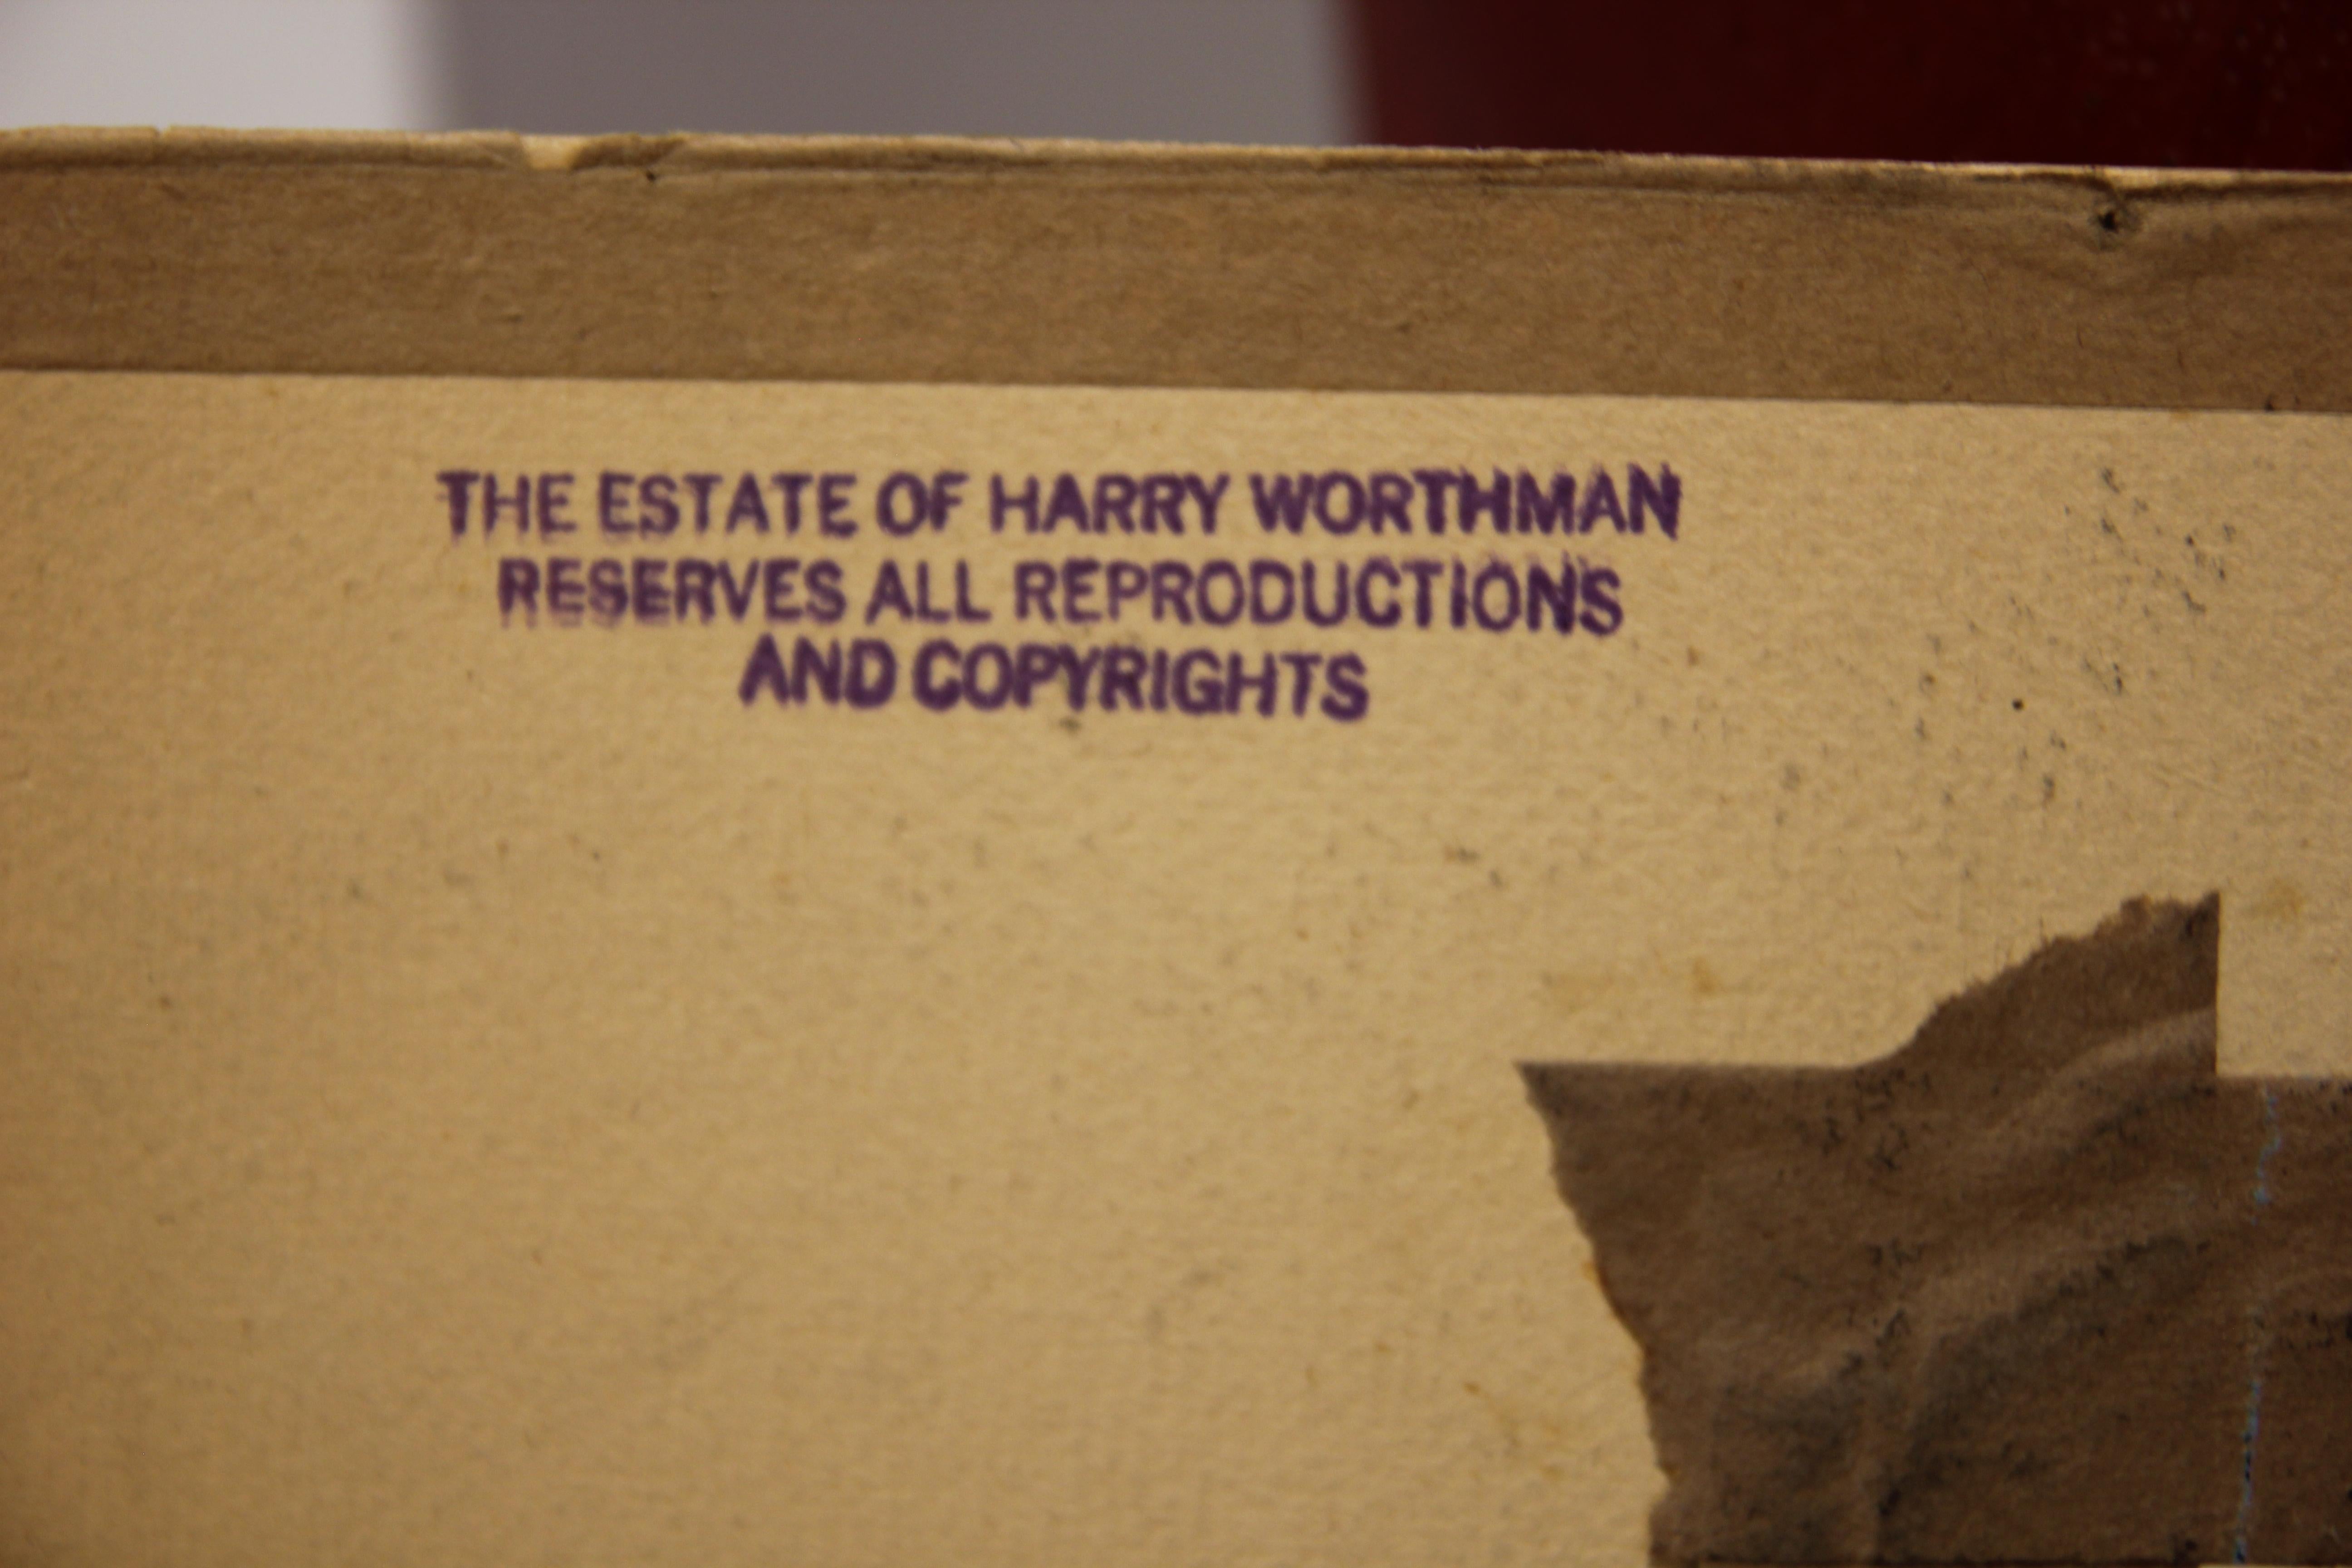 THE ESTATE OF HARRY WORTHMAN
RESERVES ALL REPRODUCTIONS
AND COPYRIGHTS